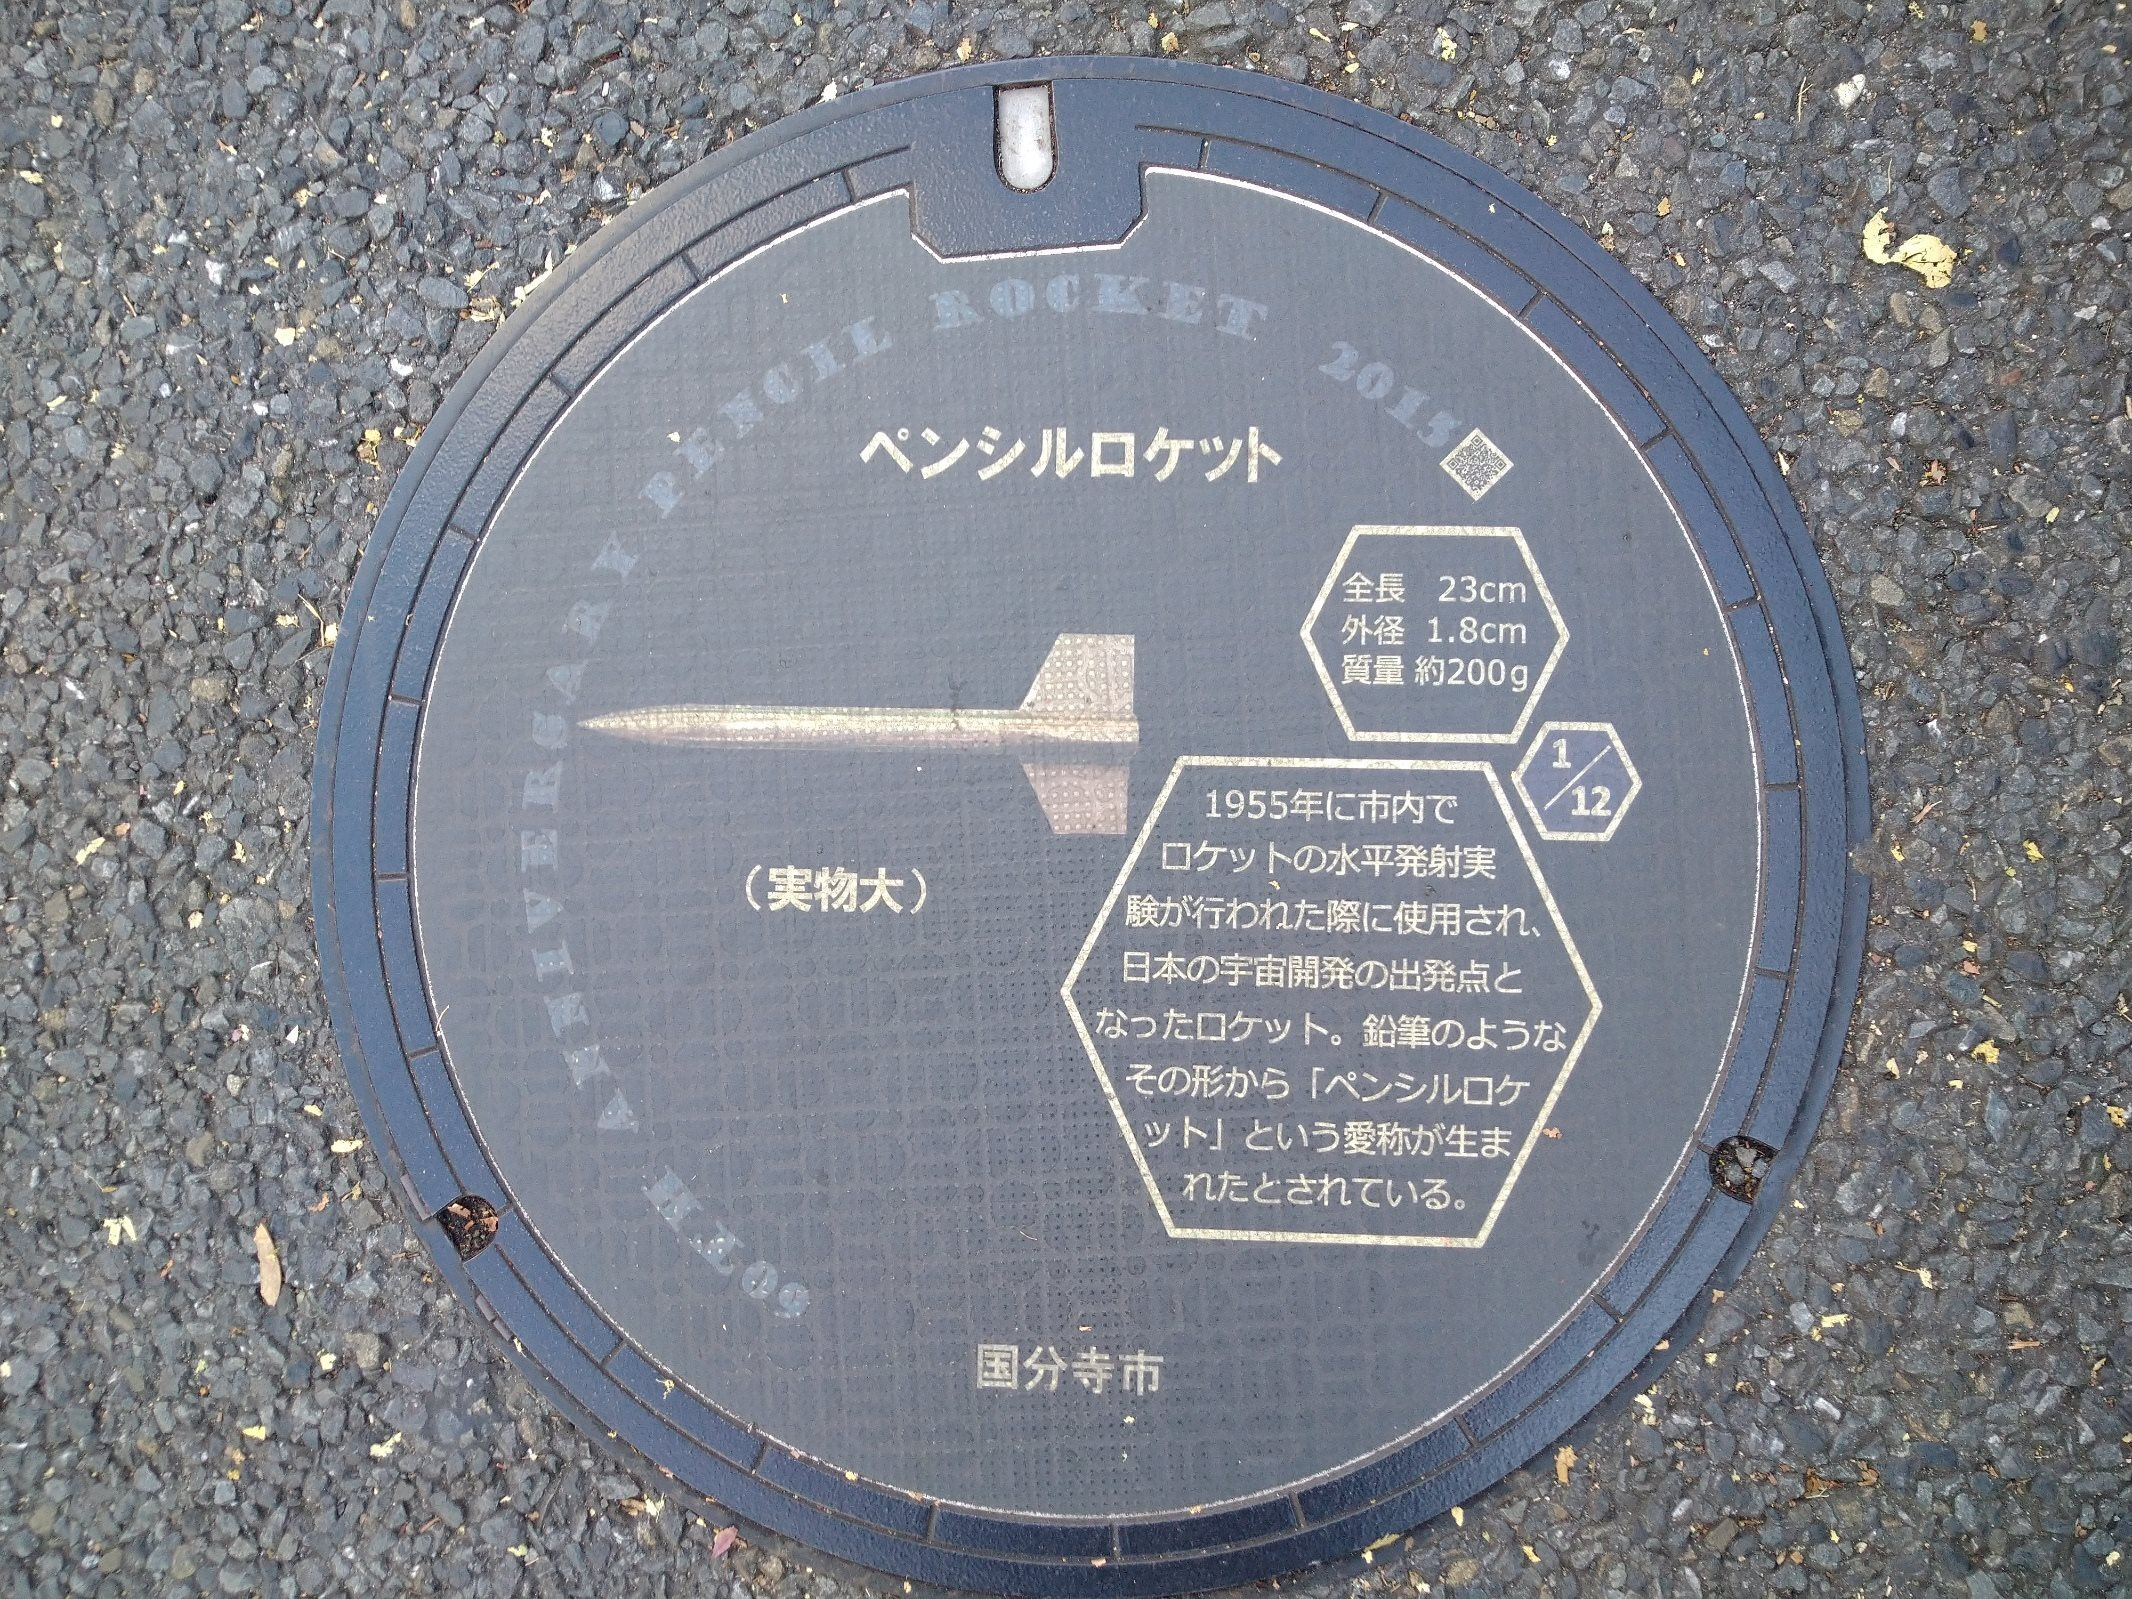 60TH ANNIVERSARY PENCIL ROCKET 2015
ペンシルロケット
全長 23cm
外径 1.8cm
質量 約200g
1/12
(実物大)
1955年に市内で
ロケットの水平発射実
験が行われた際に使用され、
日本の宇宙開発の出発点と
なったロケット。鉛筆のような
その形から「ペンシルロケ
ット」という愛称が生ま
れたとされている。
国分寺市